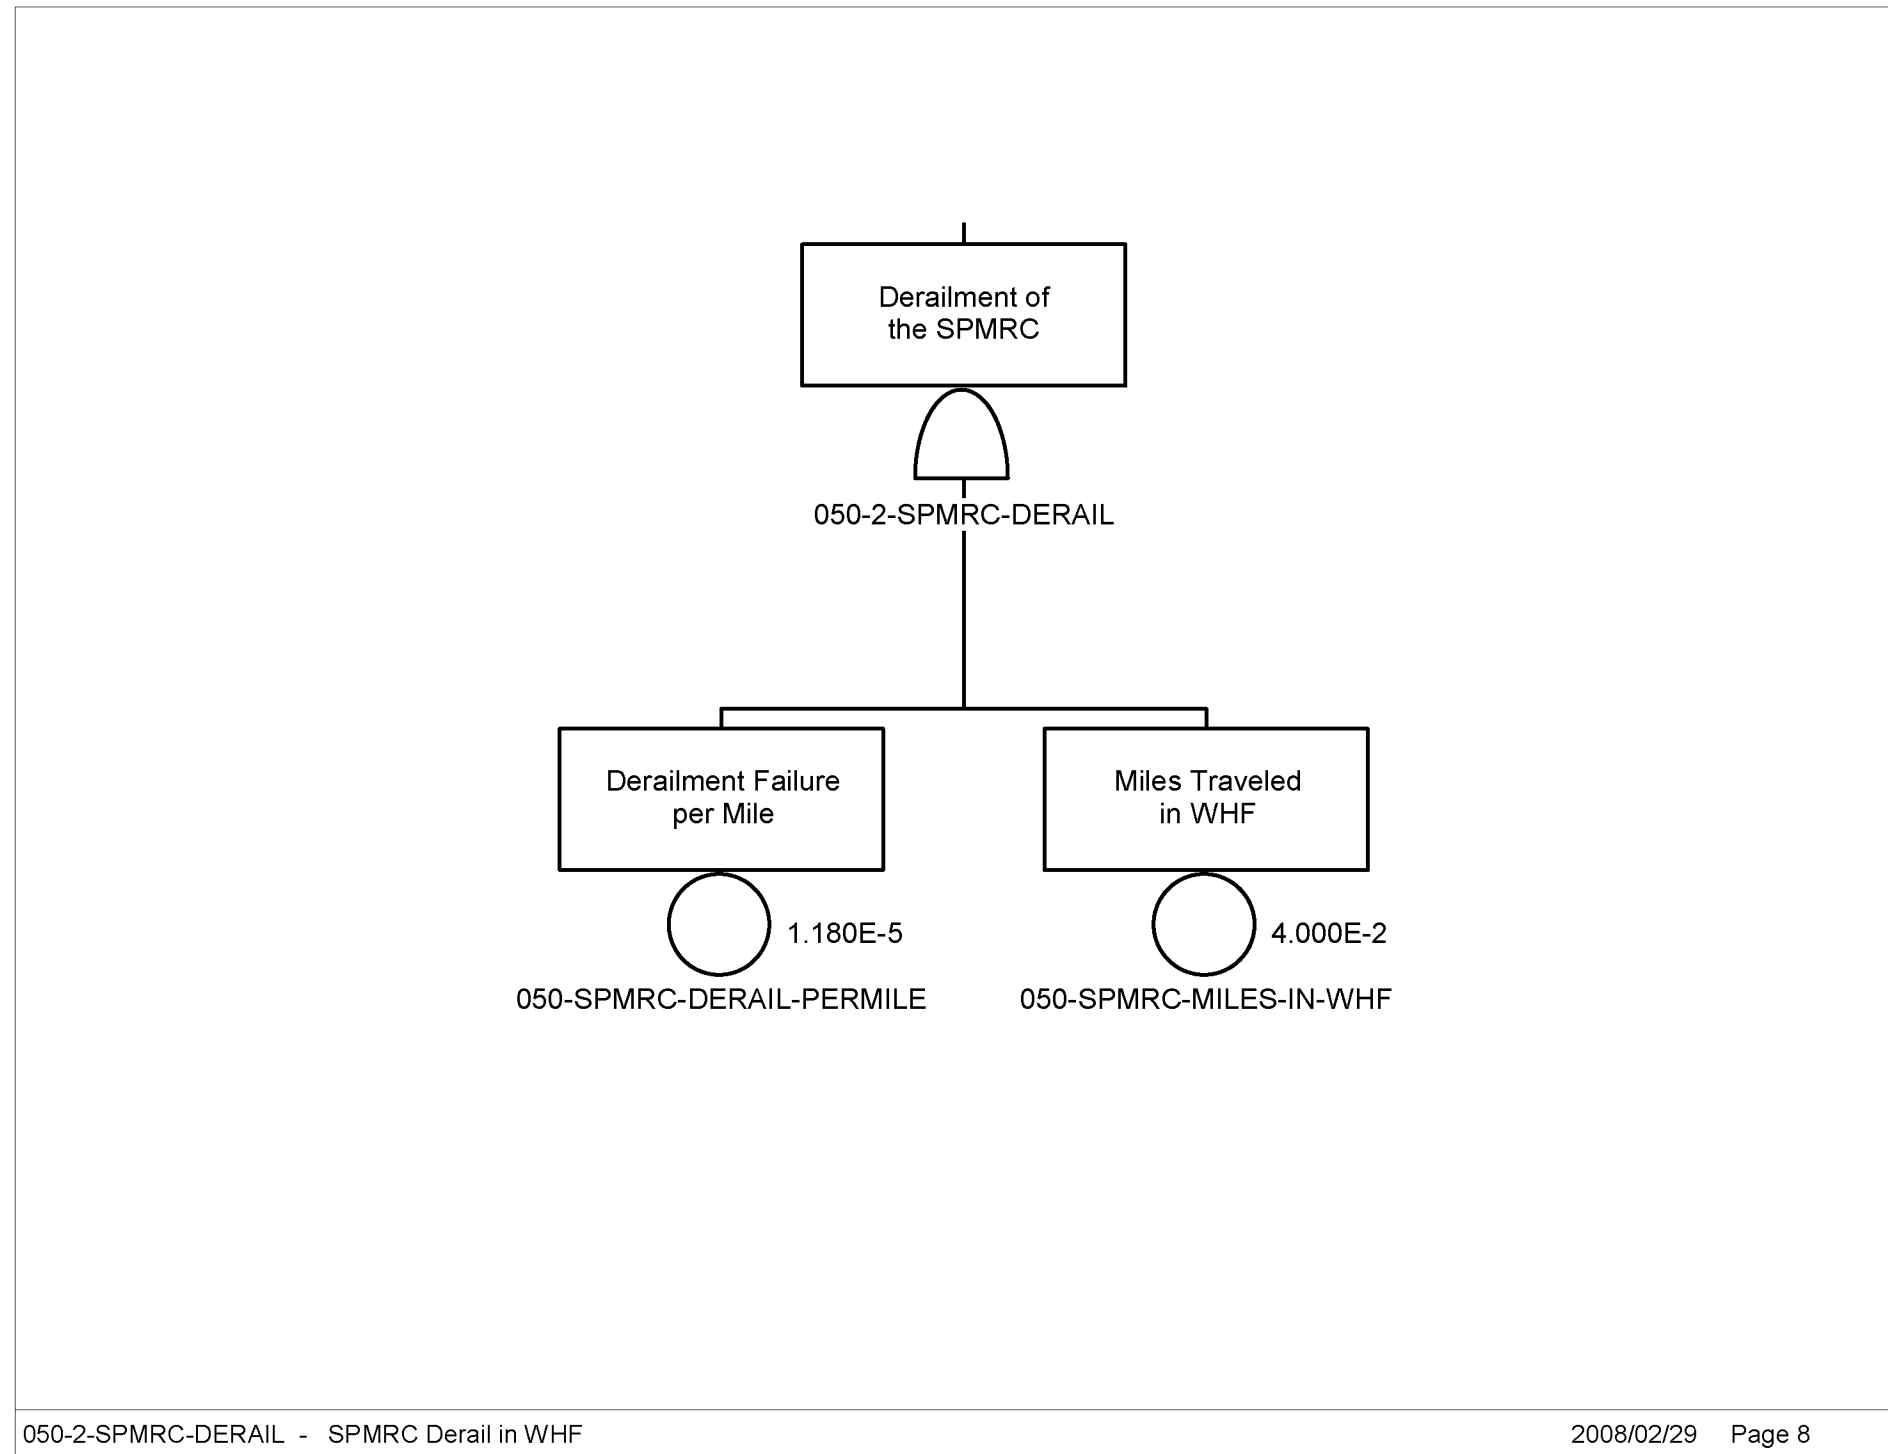 Derailment of
the SPMRC
050-2-SPMRC-DERAIL
Derailment Failure
per Mile
Miles Traveled
in WHF
1.180E-5
4.000E-2
050-SPMRC-DERAIL-PERMILE
050-SPMRC-MILES-IN-WHF
050-2-SPMRC-DERAIL - SPMRC Derail in WHF
2008/02/29 Page 8